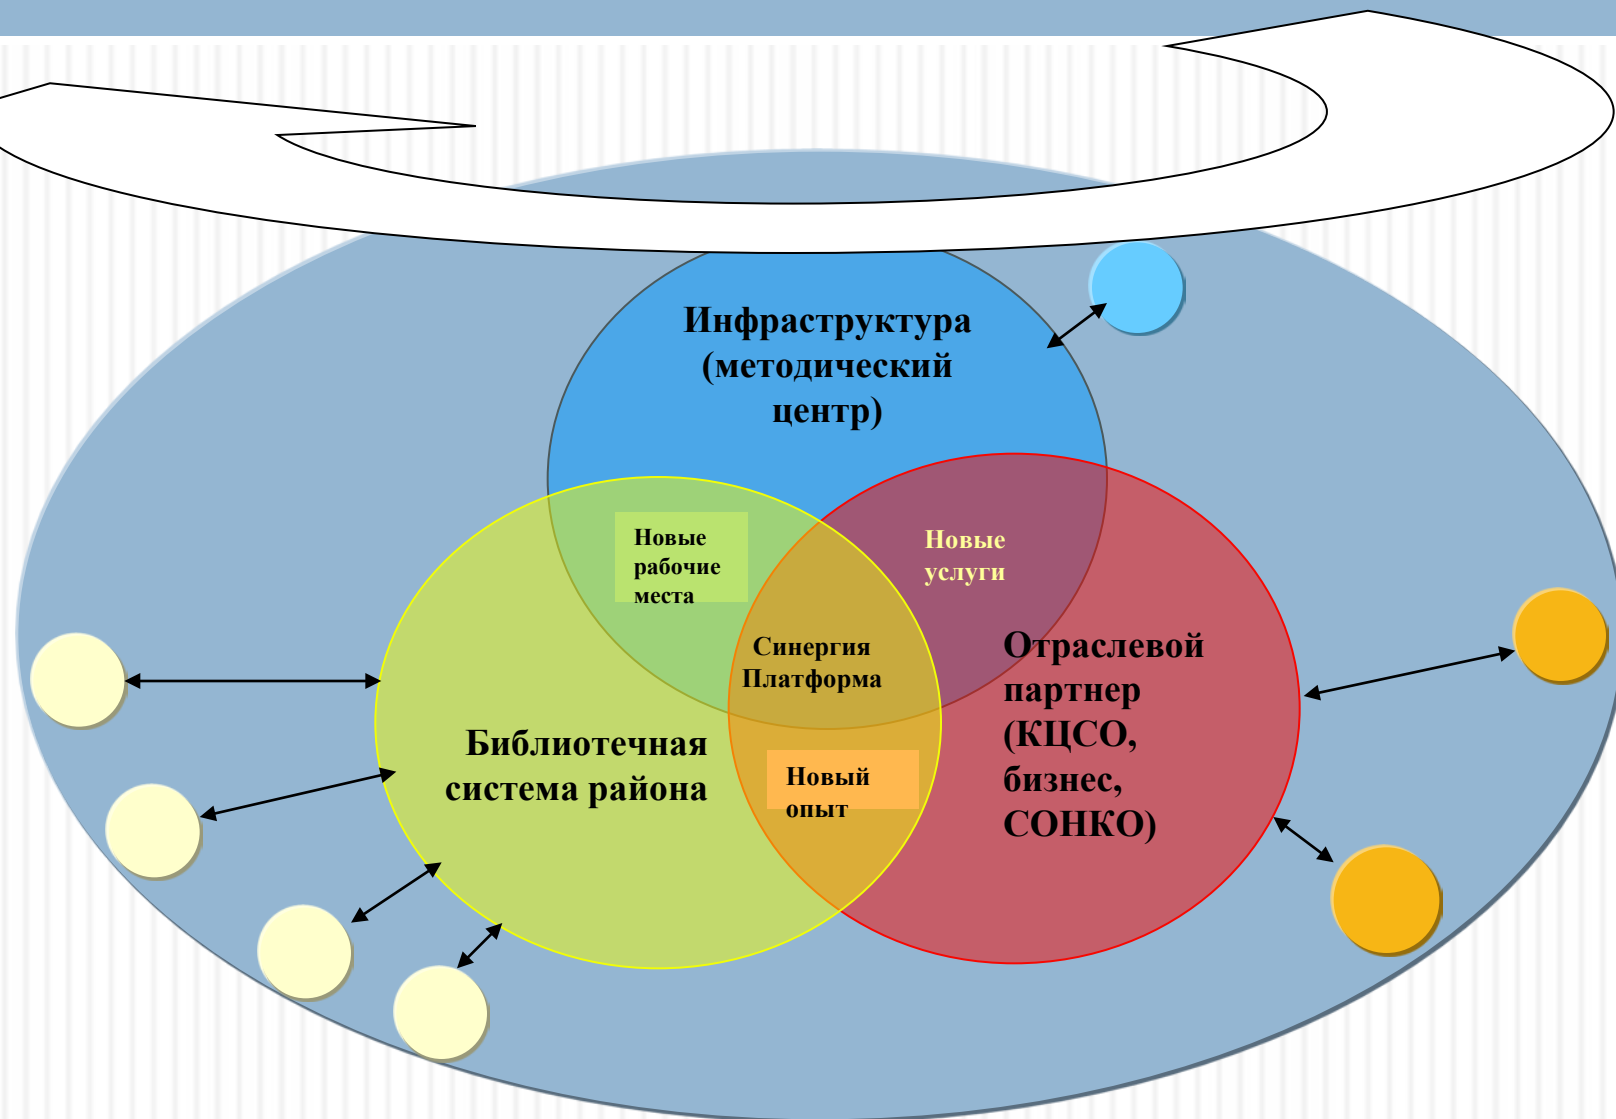 Инфраструктура
(методический
центр)
Новые
рабочие
места
Новые
услуги
Синергия
Платформа
Библиотечная
система района
Новый
опыт
Отраслевой
партнер
(КЦСО,
бизнес,
СОНКО)